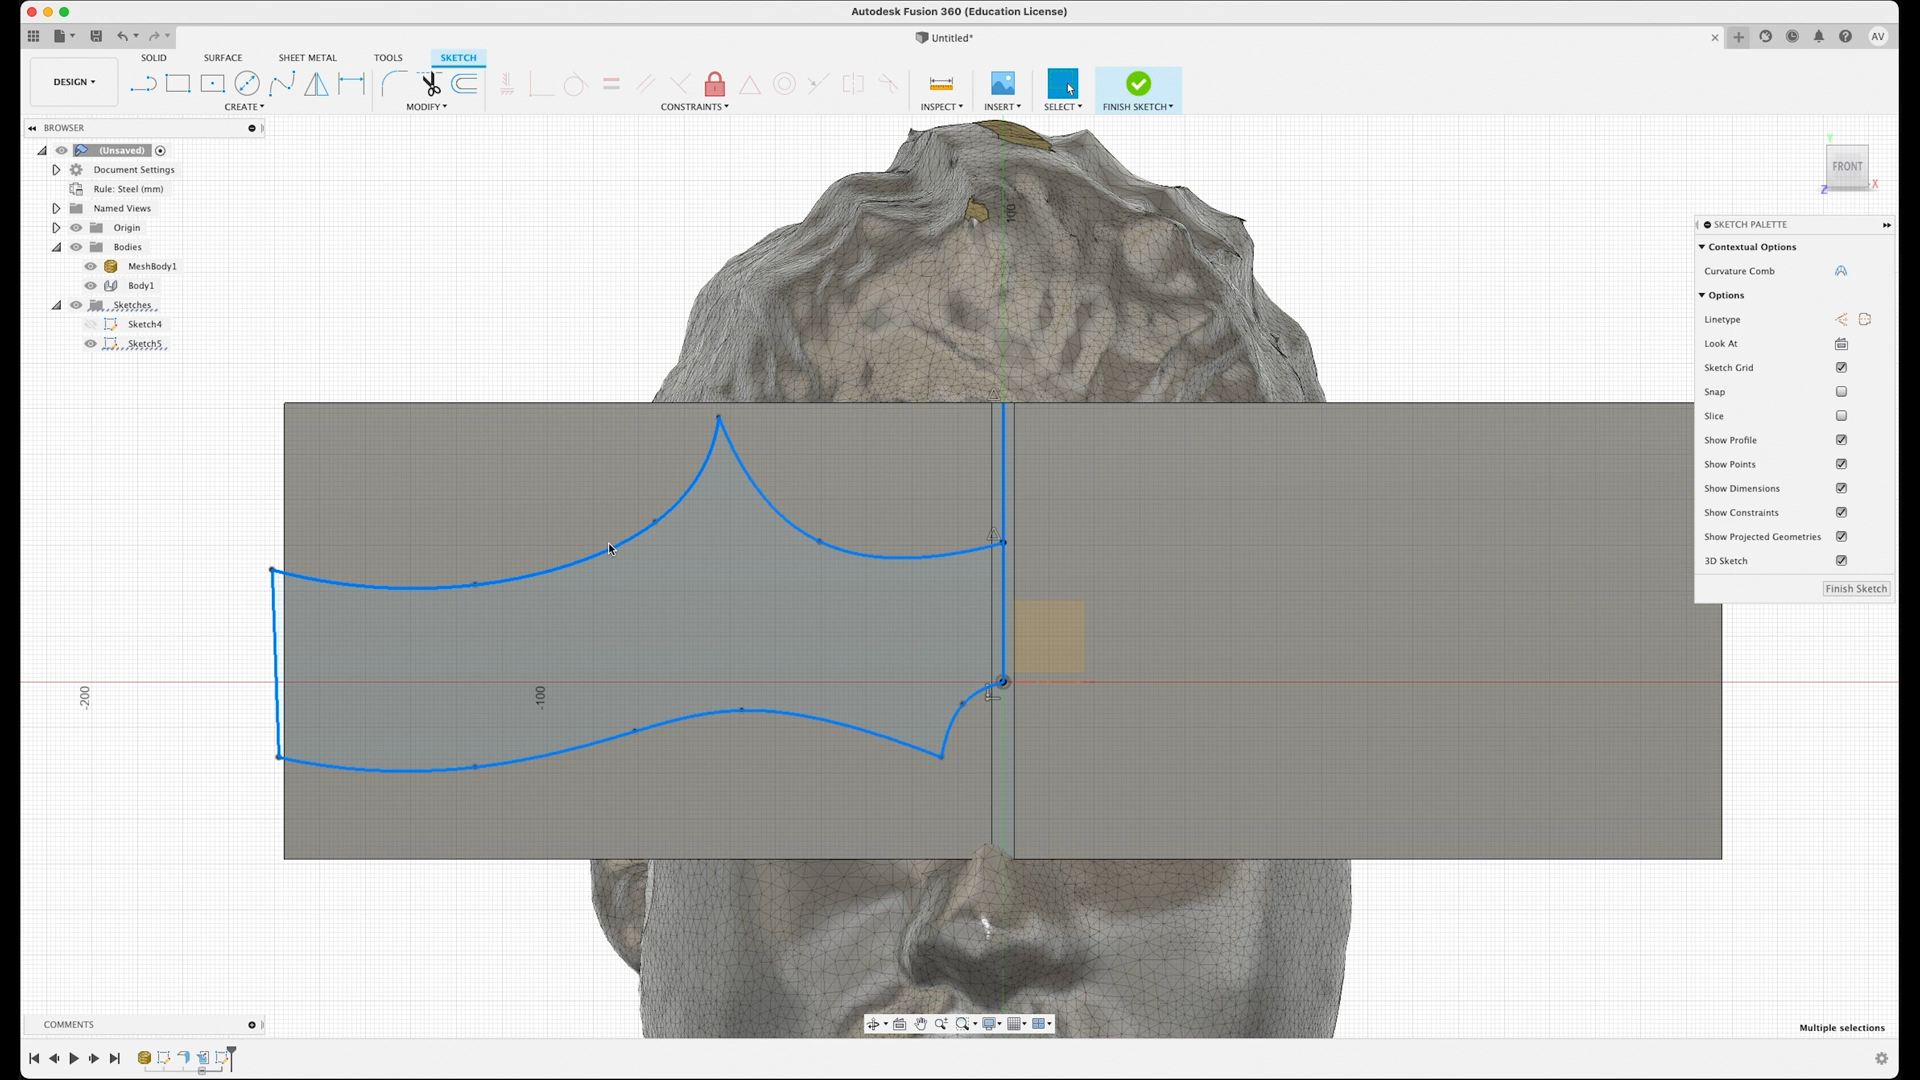 Autodesk Fusion 360 (Education License)
Untitled*
AV
DESIGN
SOLID
SURFACE
SHEET METAL
TOOLS
SKETCH
CREATE
MODIFY
CONSTRAINTS
INSPECT
INSERT
SELECT
FINISH SKETCH
BROWSER
(Unsaved)
Document Settings
Rule: Steel (mm)
Named Views
Origin
Bodies
MeshBody1
Body1
Sketches
Sketch4
Sketch5
100
-200
-100
Y
FRONT
Z
X
SKETCH PALETTE
Contextual Options
Curvature Comb
Options
Linetype
Look At
Sketch Grid
Snap
Slice
Show Profile
Show Points
Show Dimensions
Show Constraints
Show Projected Geometries
3D Sketch
Finish Sketch
COMMENTS
Multiple selections